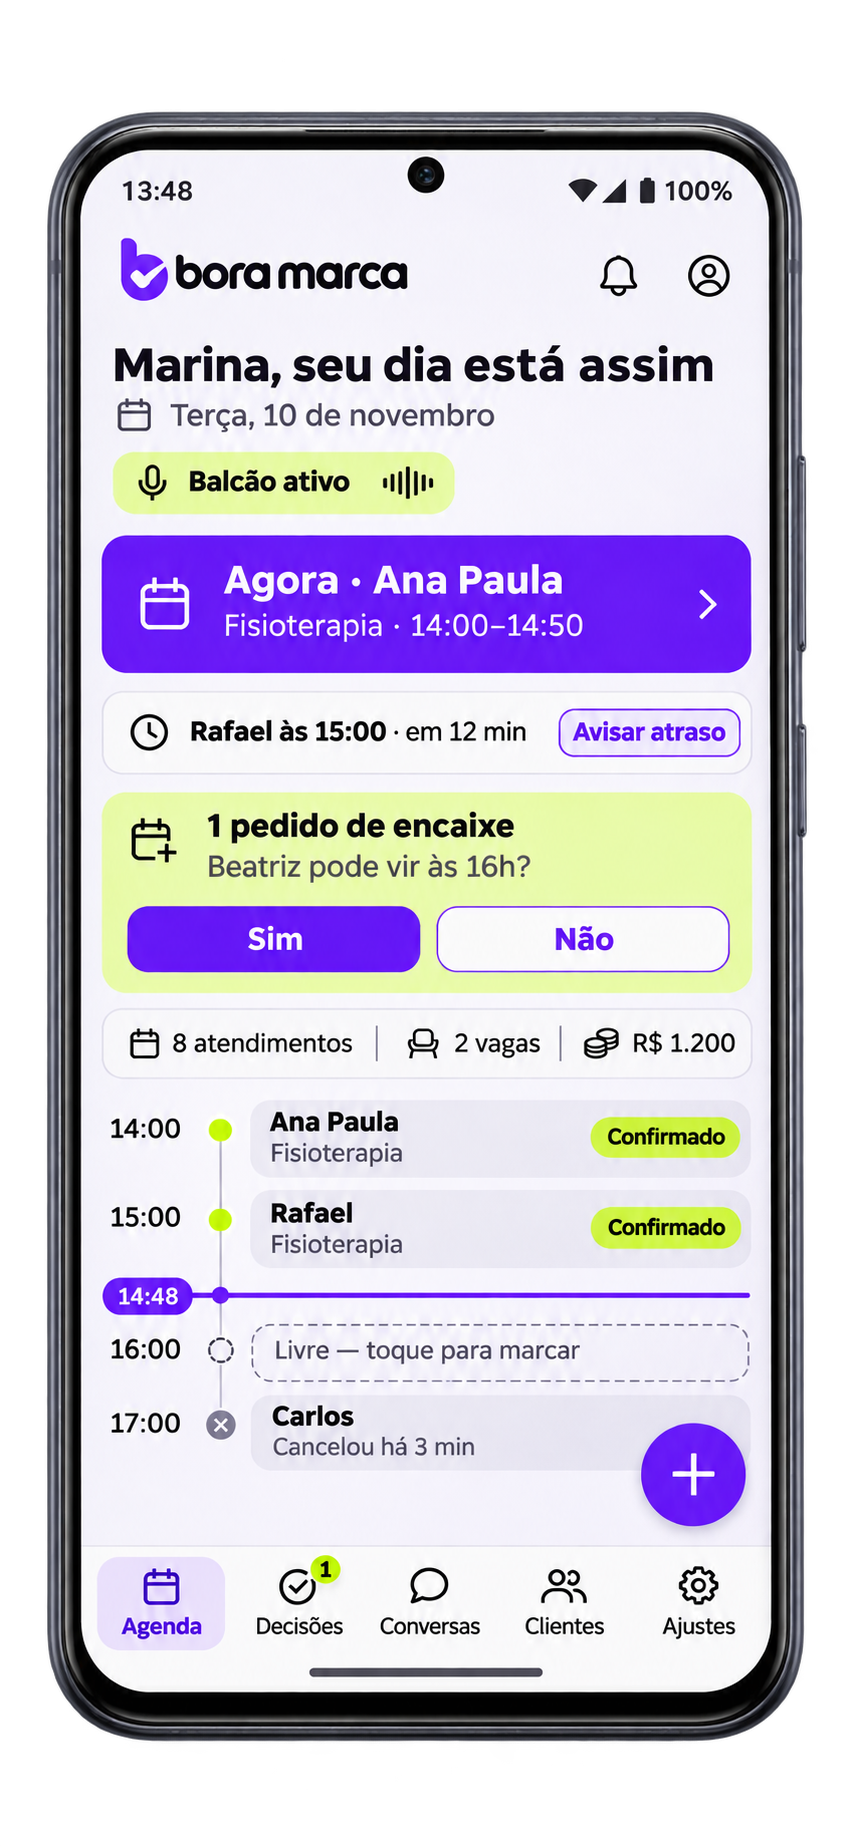 13:48
100%
bora marca
Marina, seu dia está assim
Terça, 10 de novembro
Balcão ativo
Agora · Ana Paula
Fisioterapia · 14:00–14:50
Rafael às 15:00 · em 12 min
Avisar atraso
1 pedido de encaixe
Beatriz pode vir às 16h?
Sim
Não
8 atendimentos
2 vagas
R$ 1.200
14:00
Ana Paula
Fisioterapia
Confirmado
15:00
Rafael
Fisioterapia
Confirmado
14:48
16:00
Livre — toque para marcar
17:00
Carlos
Cancelou há 3 min
Agenda
1
Decisões
Conversas
Clientes
Ajustes